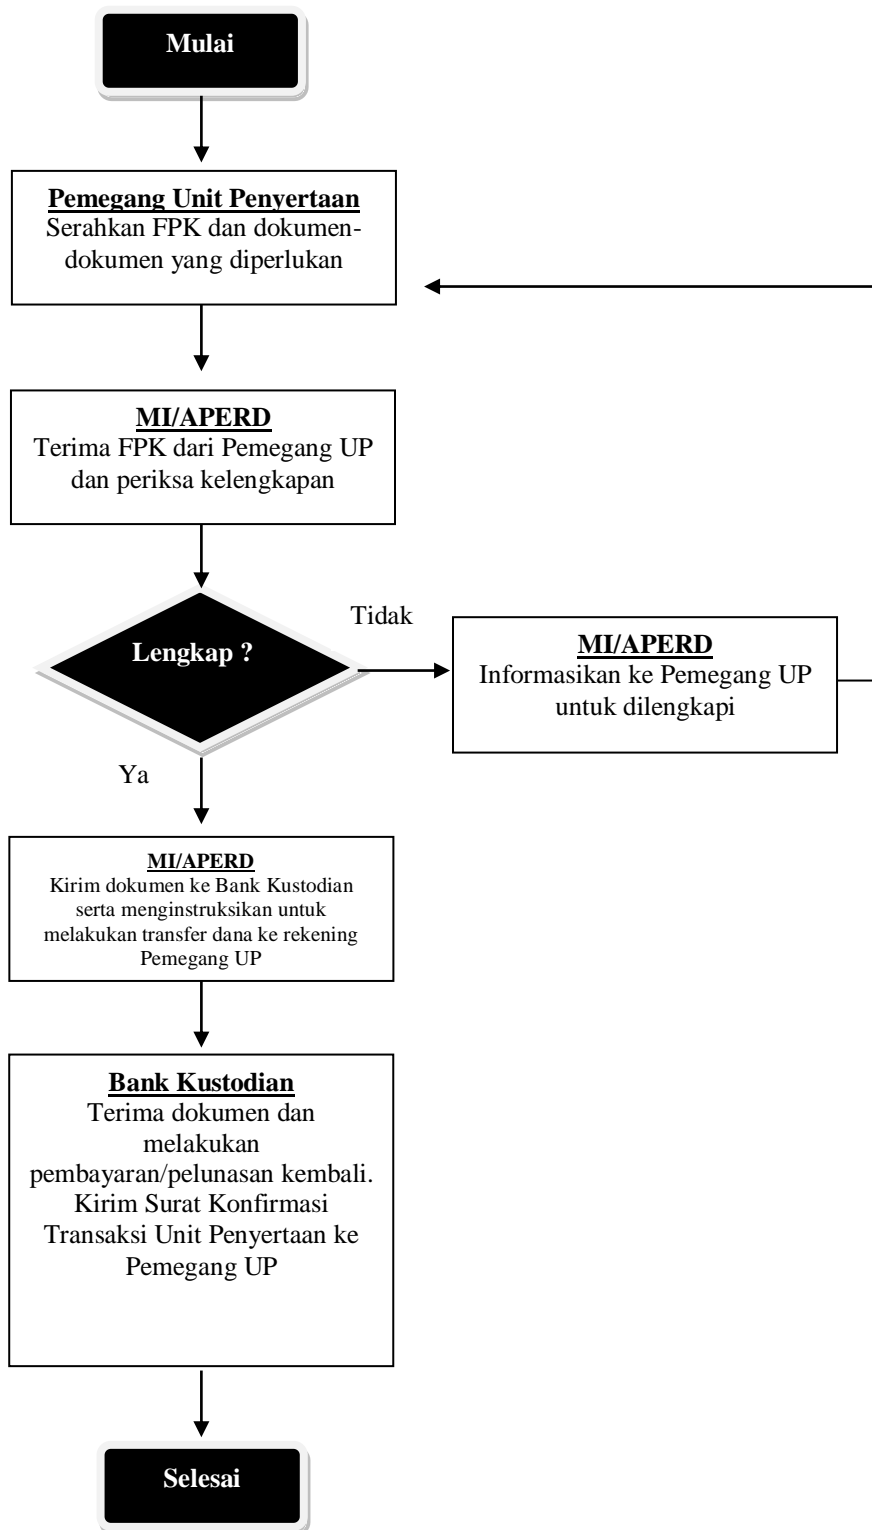 Mulai
Pemegang Unit Penyertaan
Serahkan FPK dan dokumen-
dokumen yang diperlukan
MI/APERD
Terima FPK dari Pemegang UP
dan periksa kelengkapan
Tidak
Lengkap ?
MI/APERD
Informasikan ke Pemegang UP
untuk dilengkapi
Ya
MI/APERD
Kirim dokumen ke Bank Kustodian
serta menginstruksikan untuk
melakukan transfer dana ke rekening
Pemegang UP
Bank Kustodian
Terima dokumen dan
melakukan
pembayaran/pelunasan kembali.
Kirim Surat Konfirmasi
Transaksi Unit Penyertaan ke
Pemegang UP
Selesai